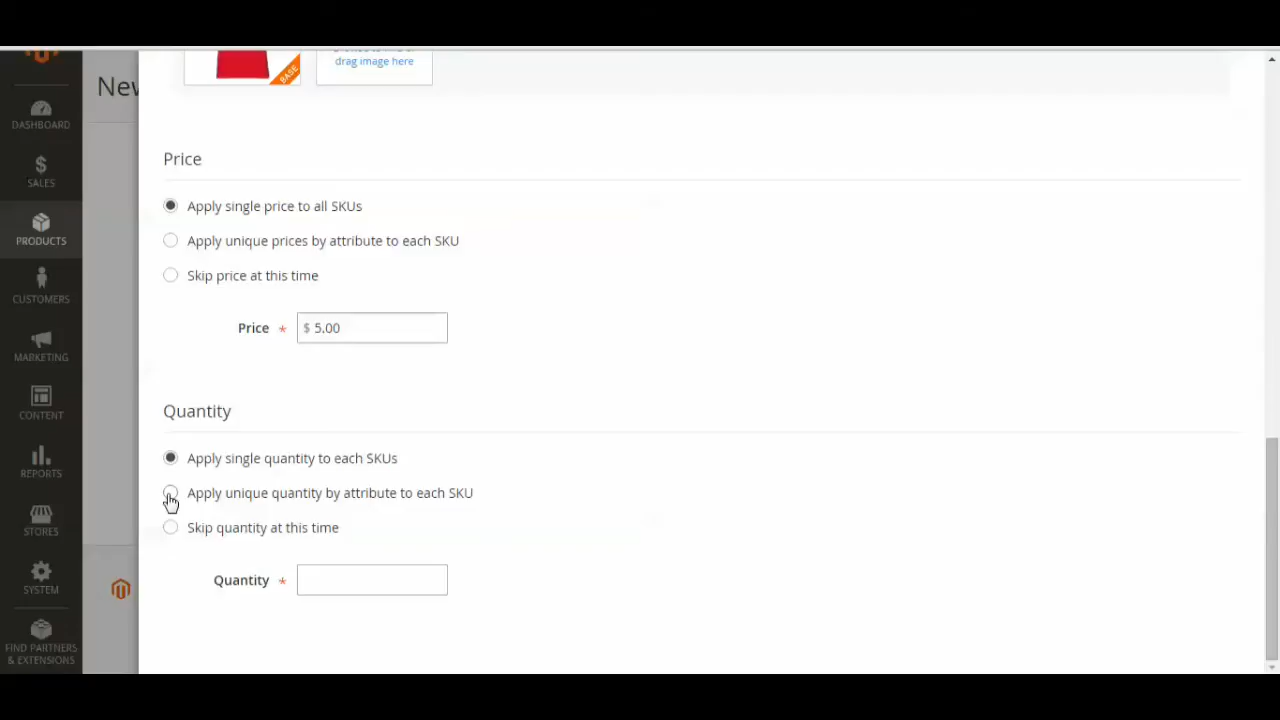 drag image here
BASE
New
DASHBOARD
$
SALES
PRODUCTS
CUSTOMERS
MARKETING
CONTENT
REPORTS
STORES
SYSTEM
FIND PARTNERS
& EXTENSIONS
Price
Apply single price to all SKUs
Apply unique prices by attribute to each SKU
Skip price at this time
Price *
$ 5.00
Quantity
Apply single quantity to each SKUs
Apply unique quantity by attribute to each SKU
Skip quantity at this time
Quantity *